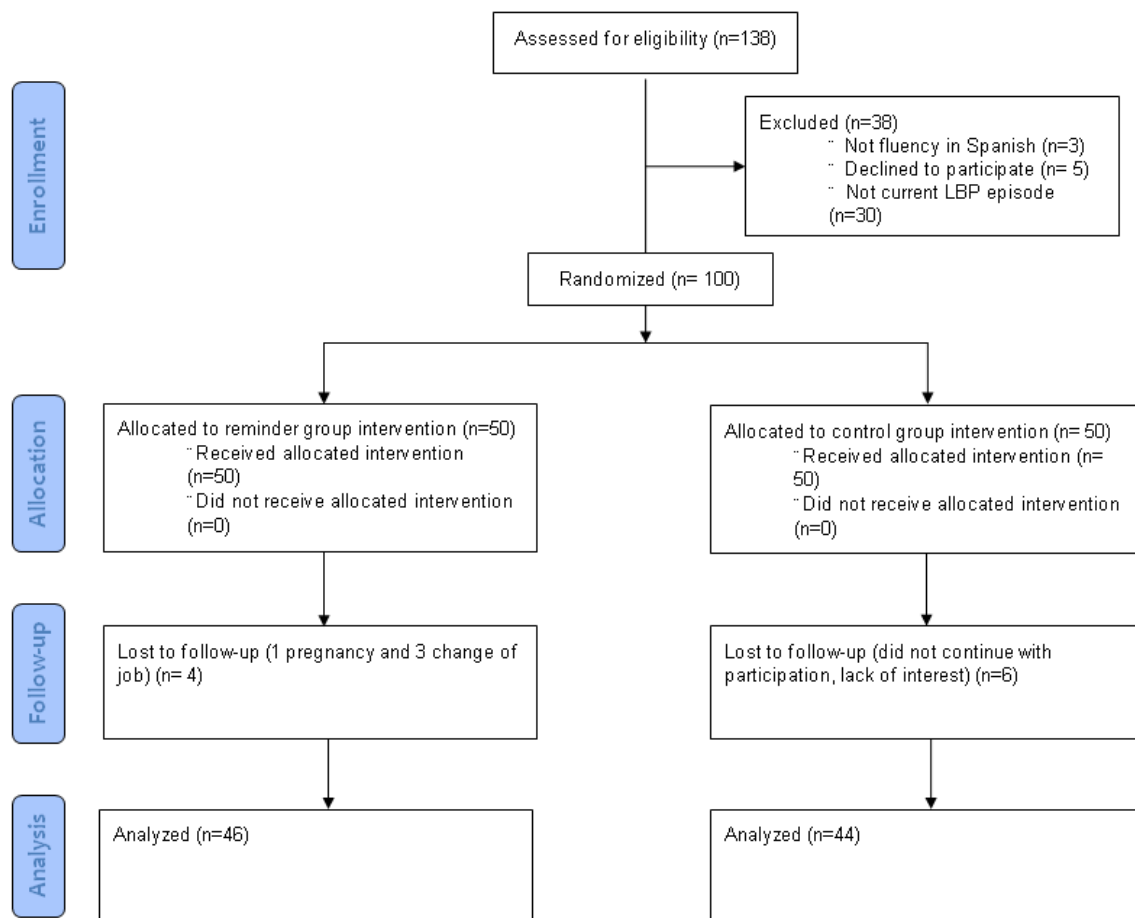 Assessed for eligibility (n=138)
Enrollment
Excluded (n=38)
¨ Not fluency in Spanish (n=3)
¨ Declined to participate (n= 5)
¨ Not current LBP episode
(n=30)
Randomized (n= 100)
Allocation
Allocated to reminder group intervention (n=50)
¨ Received allocated intervention
(n=50)
¨ Did not receive allocated intervention
(n=0)
Allocated to control group intervention (n= 50)
¨ Received allocated intervention (n=
50)
¨ Did not receive allocated intervention
(n=0)
Follow-up
Lost to follow-up (1 pregnancy and 3 change of
job) (n= 4)
Lost to follow-up (did not continue with
participation, lack of interest) (n=6)
Analysis
Analyzed (n=46)
Analyzed (n=44)